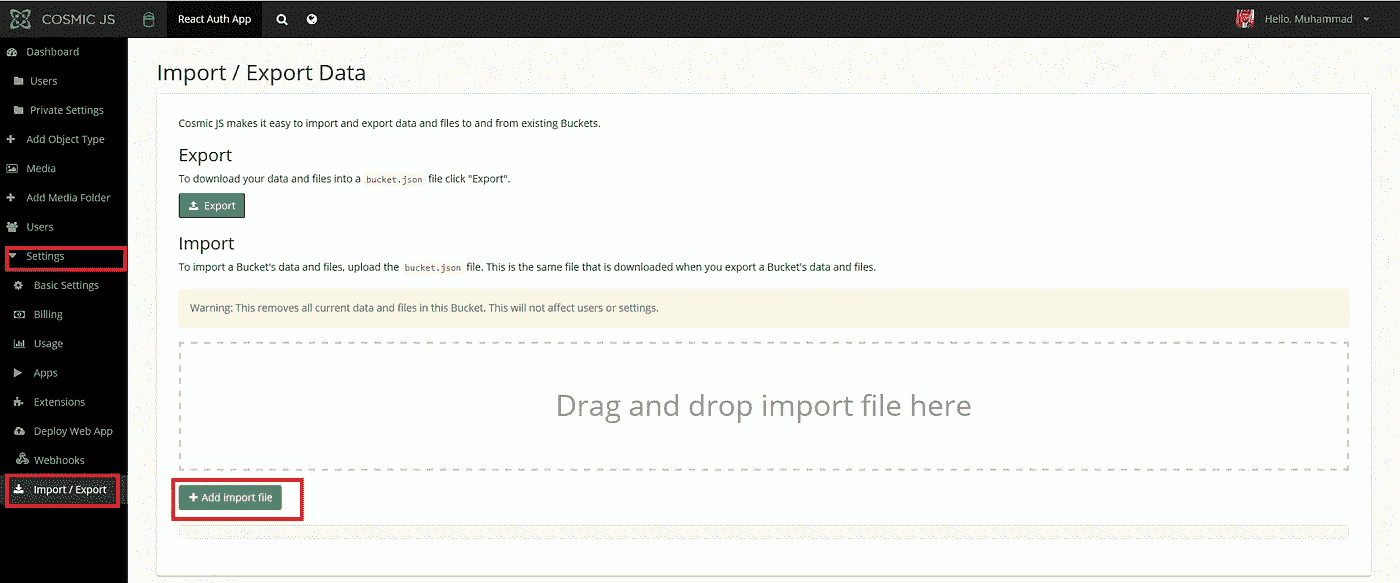 COSMIC JS
React Auth App
Hello, Muhammad
Dashboard
Users
Private Settings
Add Object Type
Media
Add Media Folder
Users
Settings
Basic Settings
Billing
Usage
Apps
Extensions
Deploy Web App
Webhooks
Import / Export
Import / Export Data
Cosmic JS makes it easy to import and export data and files to and from existing Buckets.
Export
To download your data and files into a bucket.json file click "Export".
Export
Import
To import a Bucket's data and files, upload the bucket.json file. This is the same file that is downloaded when you export a Bucket's data and files.
Warning: This removes all current data and files in this Bucket. This will not affect users or settings.
Drag and drop import file here
+ Add import file